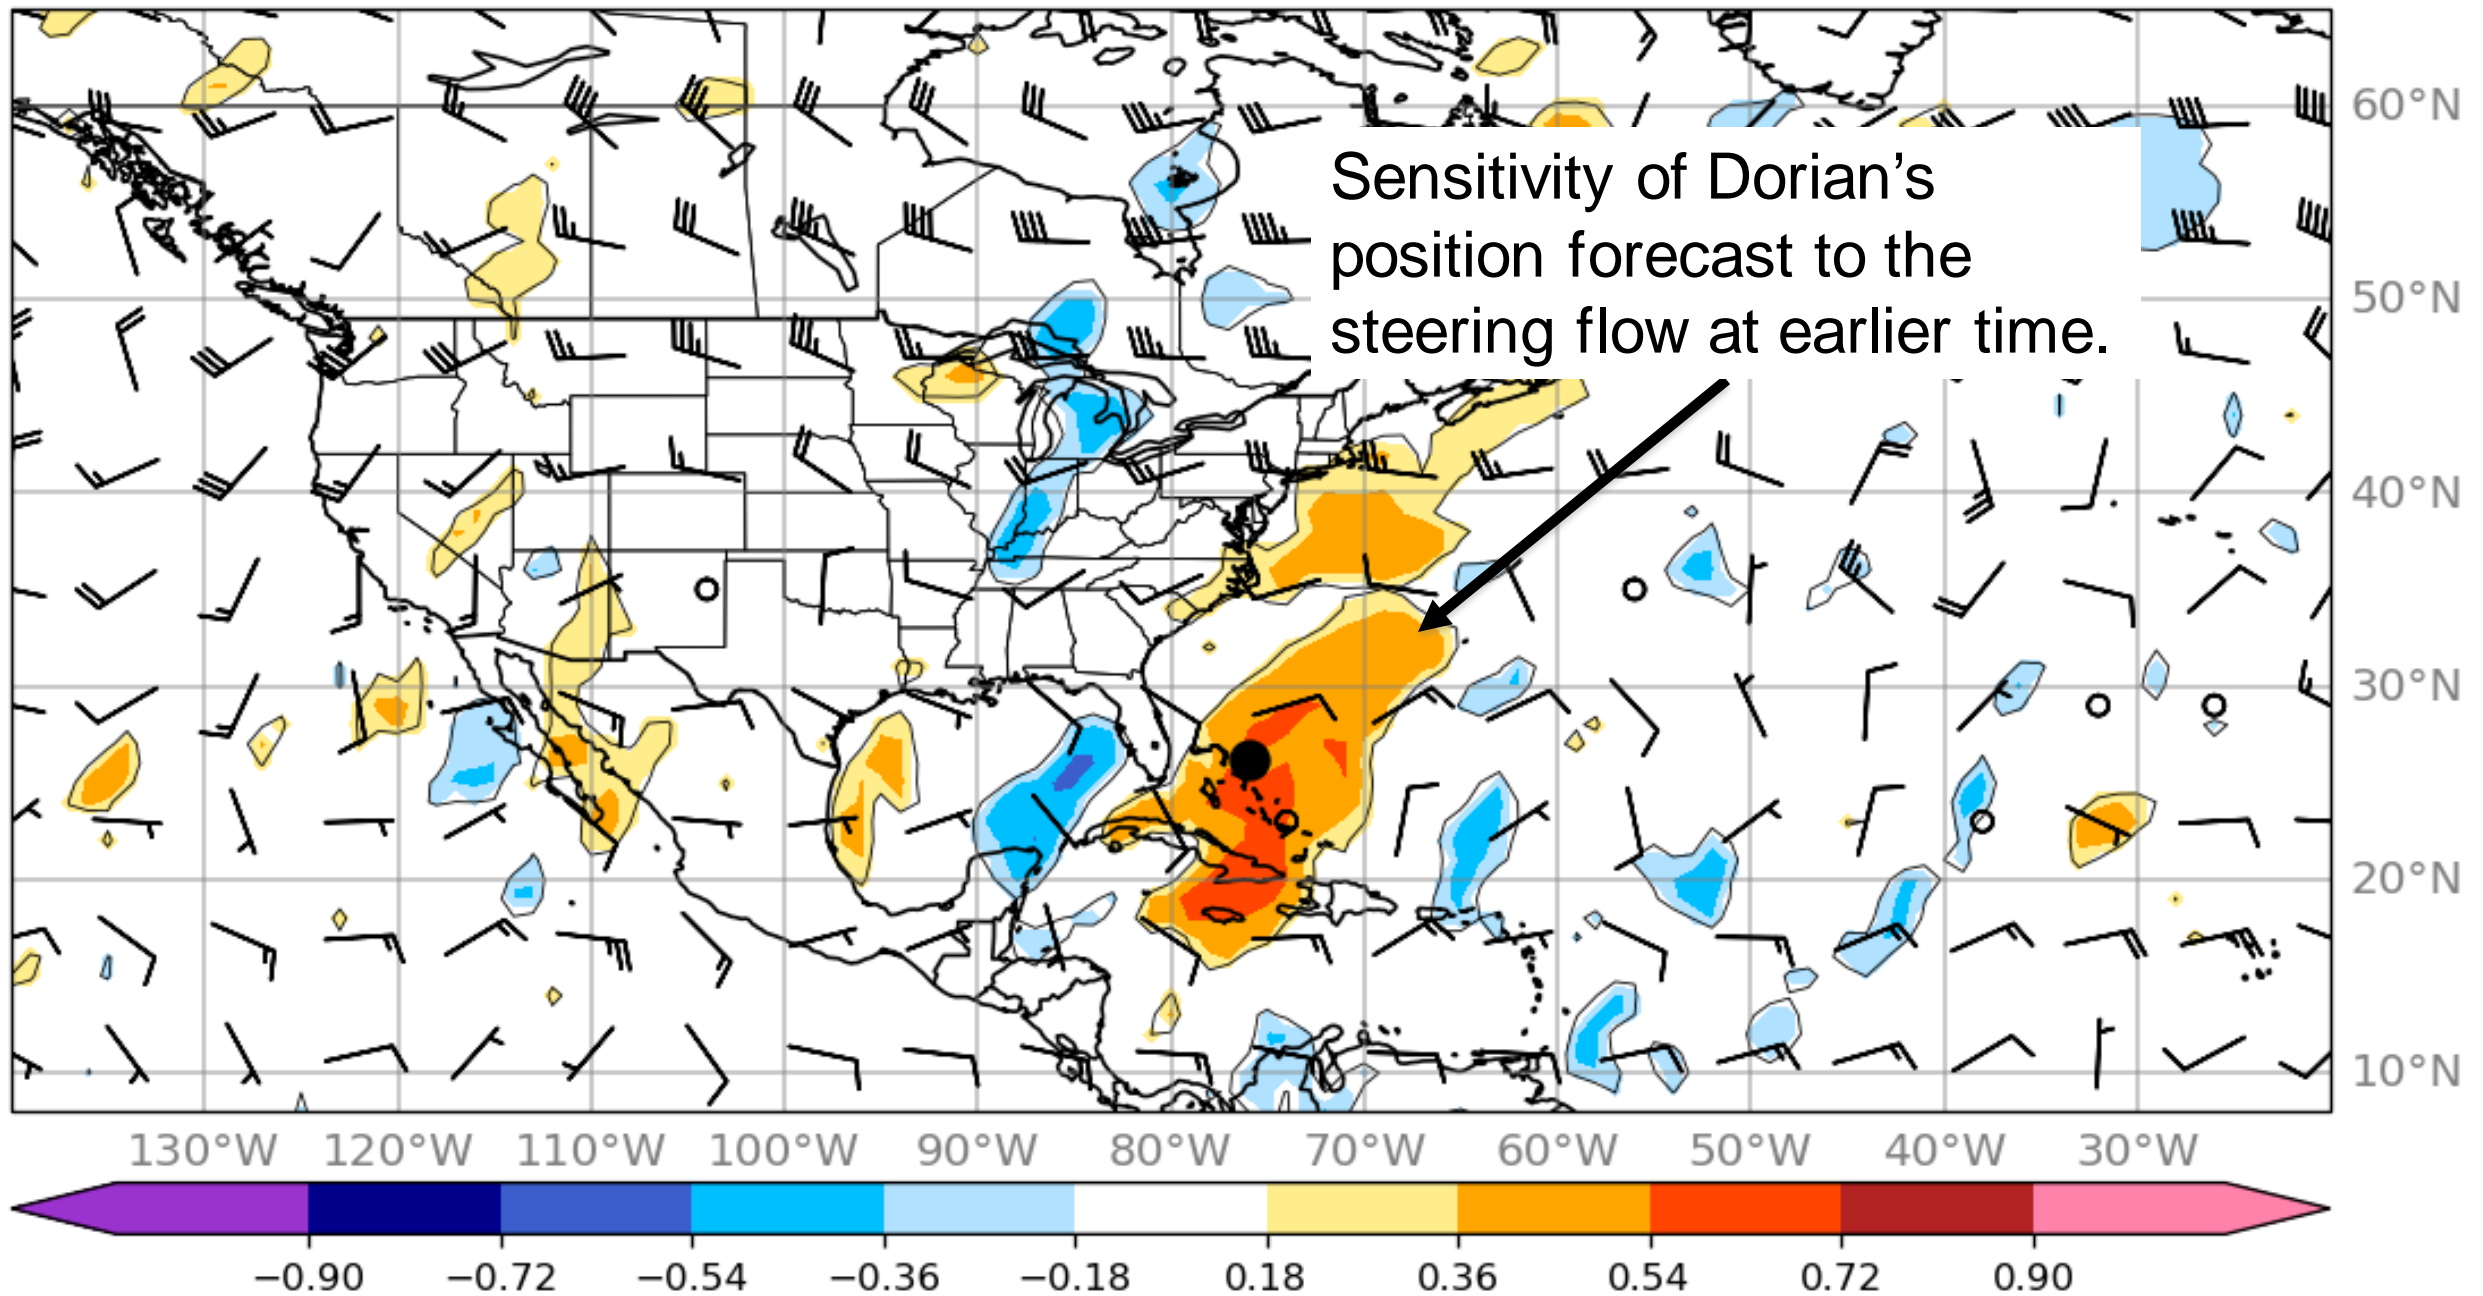 Sensitivity of Dorian’s
position forecast to the
steering flow at earlier time.
60°N
50°N
40°N
30°N
20°N
10°N
130°W 120°W 110°W 100°W 90°W 80°W 70°W 60°W 50°W 40°W 30°W
−0.90 −0.72 −0.54 −0.36 −0.18 0.18 0.36 0.54 0.72 0.90